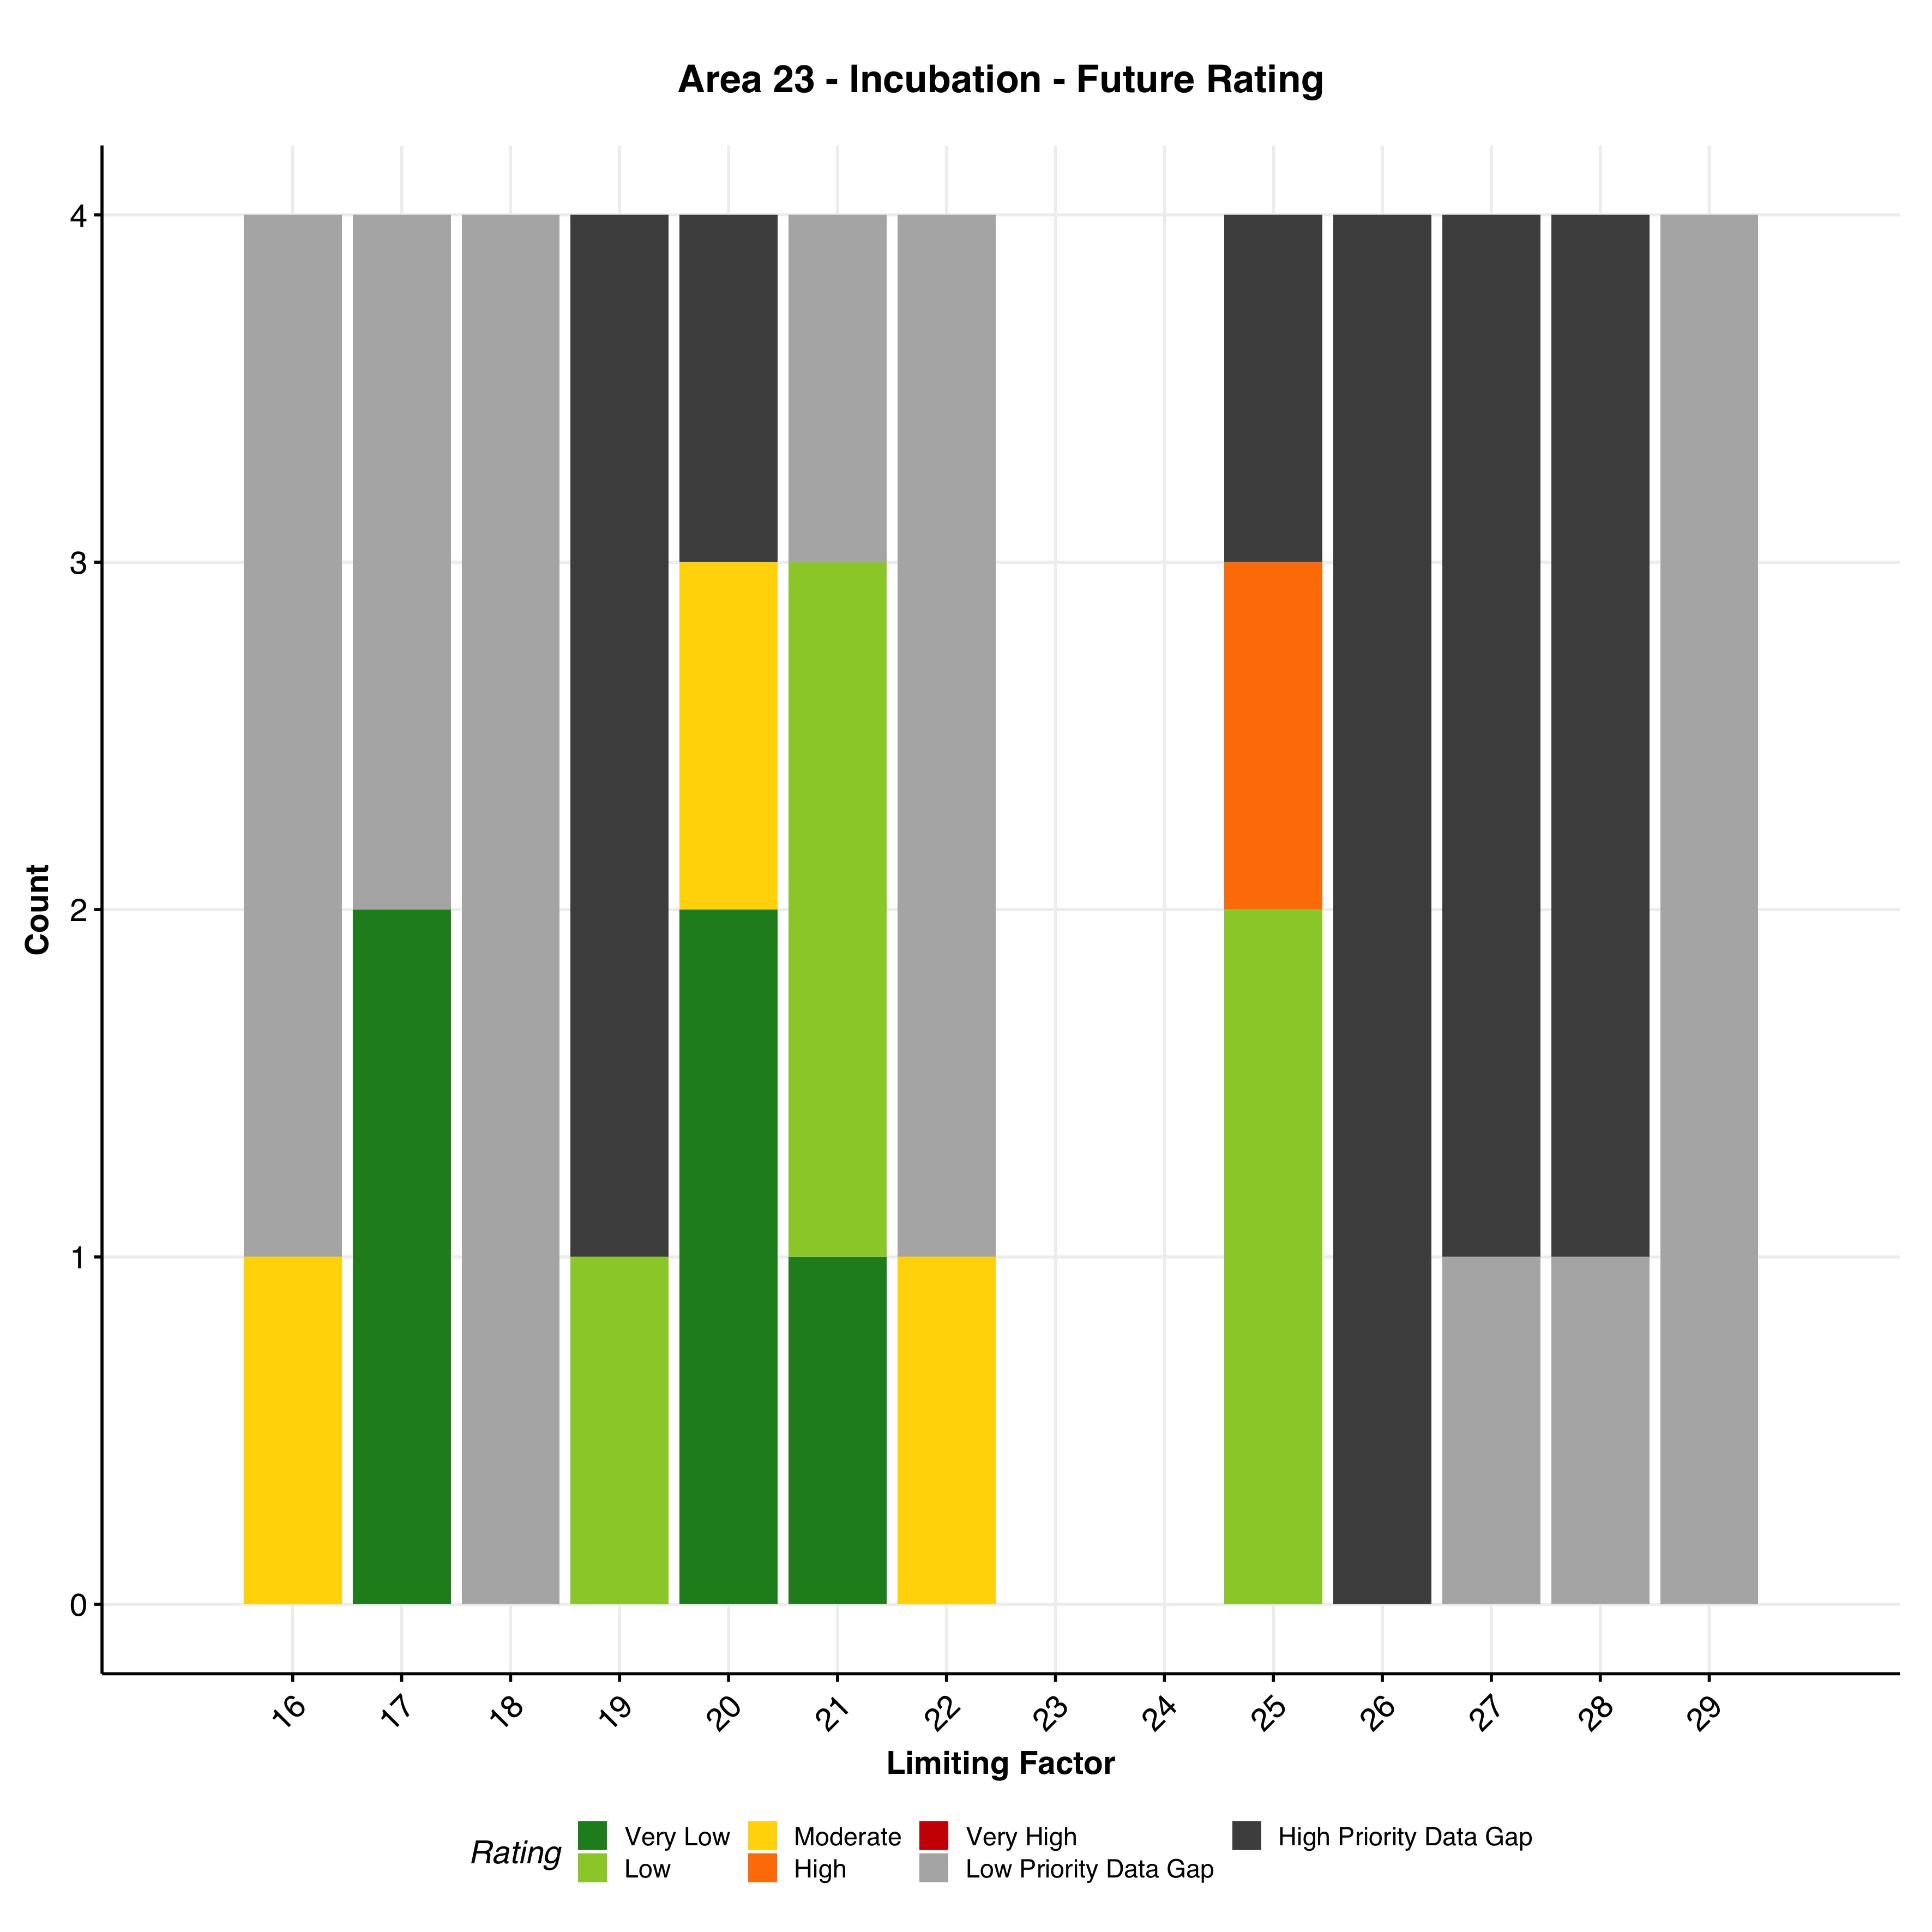 Area 23 - Incubation - Future Rating
4
3
2
1
0
Count
16 17 18 19 20 21 22 23 24 25 26 27 28 29
Limiting Factor
Rating
Very Low Moderate Very High High Priority Data Gap
Low High Low Priority Data Gap